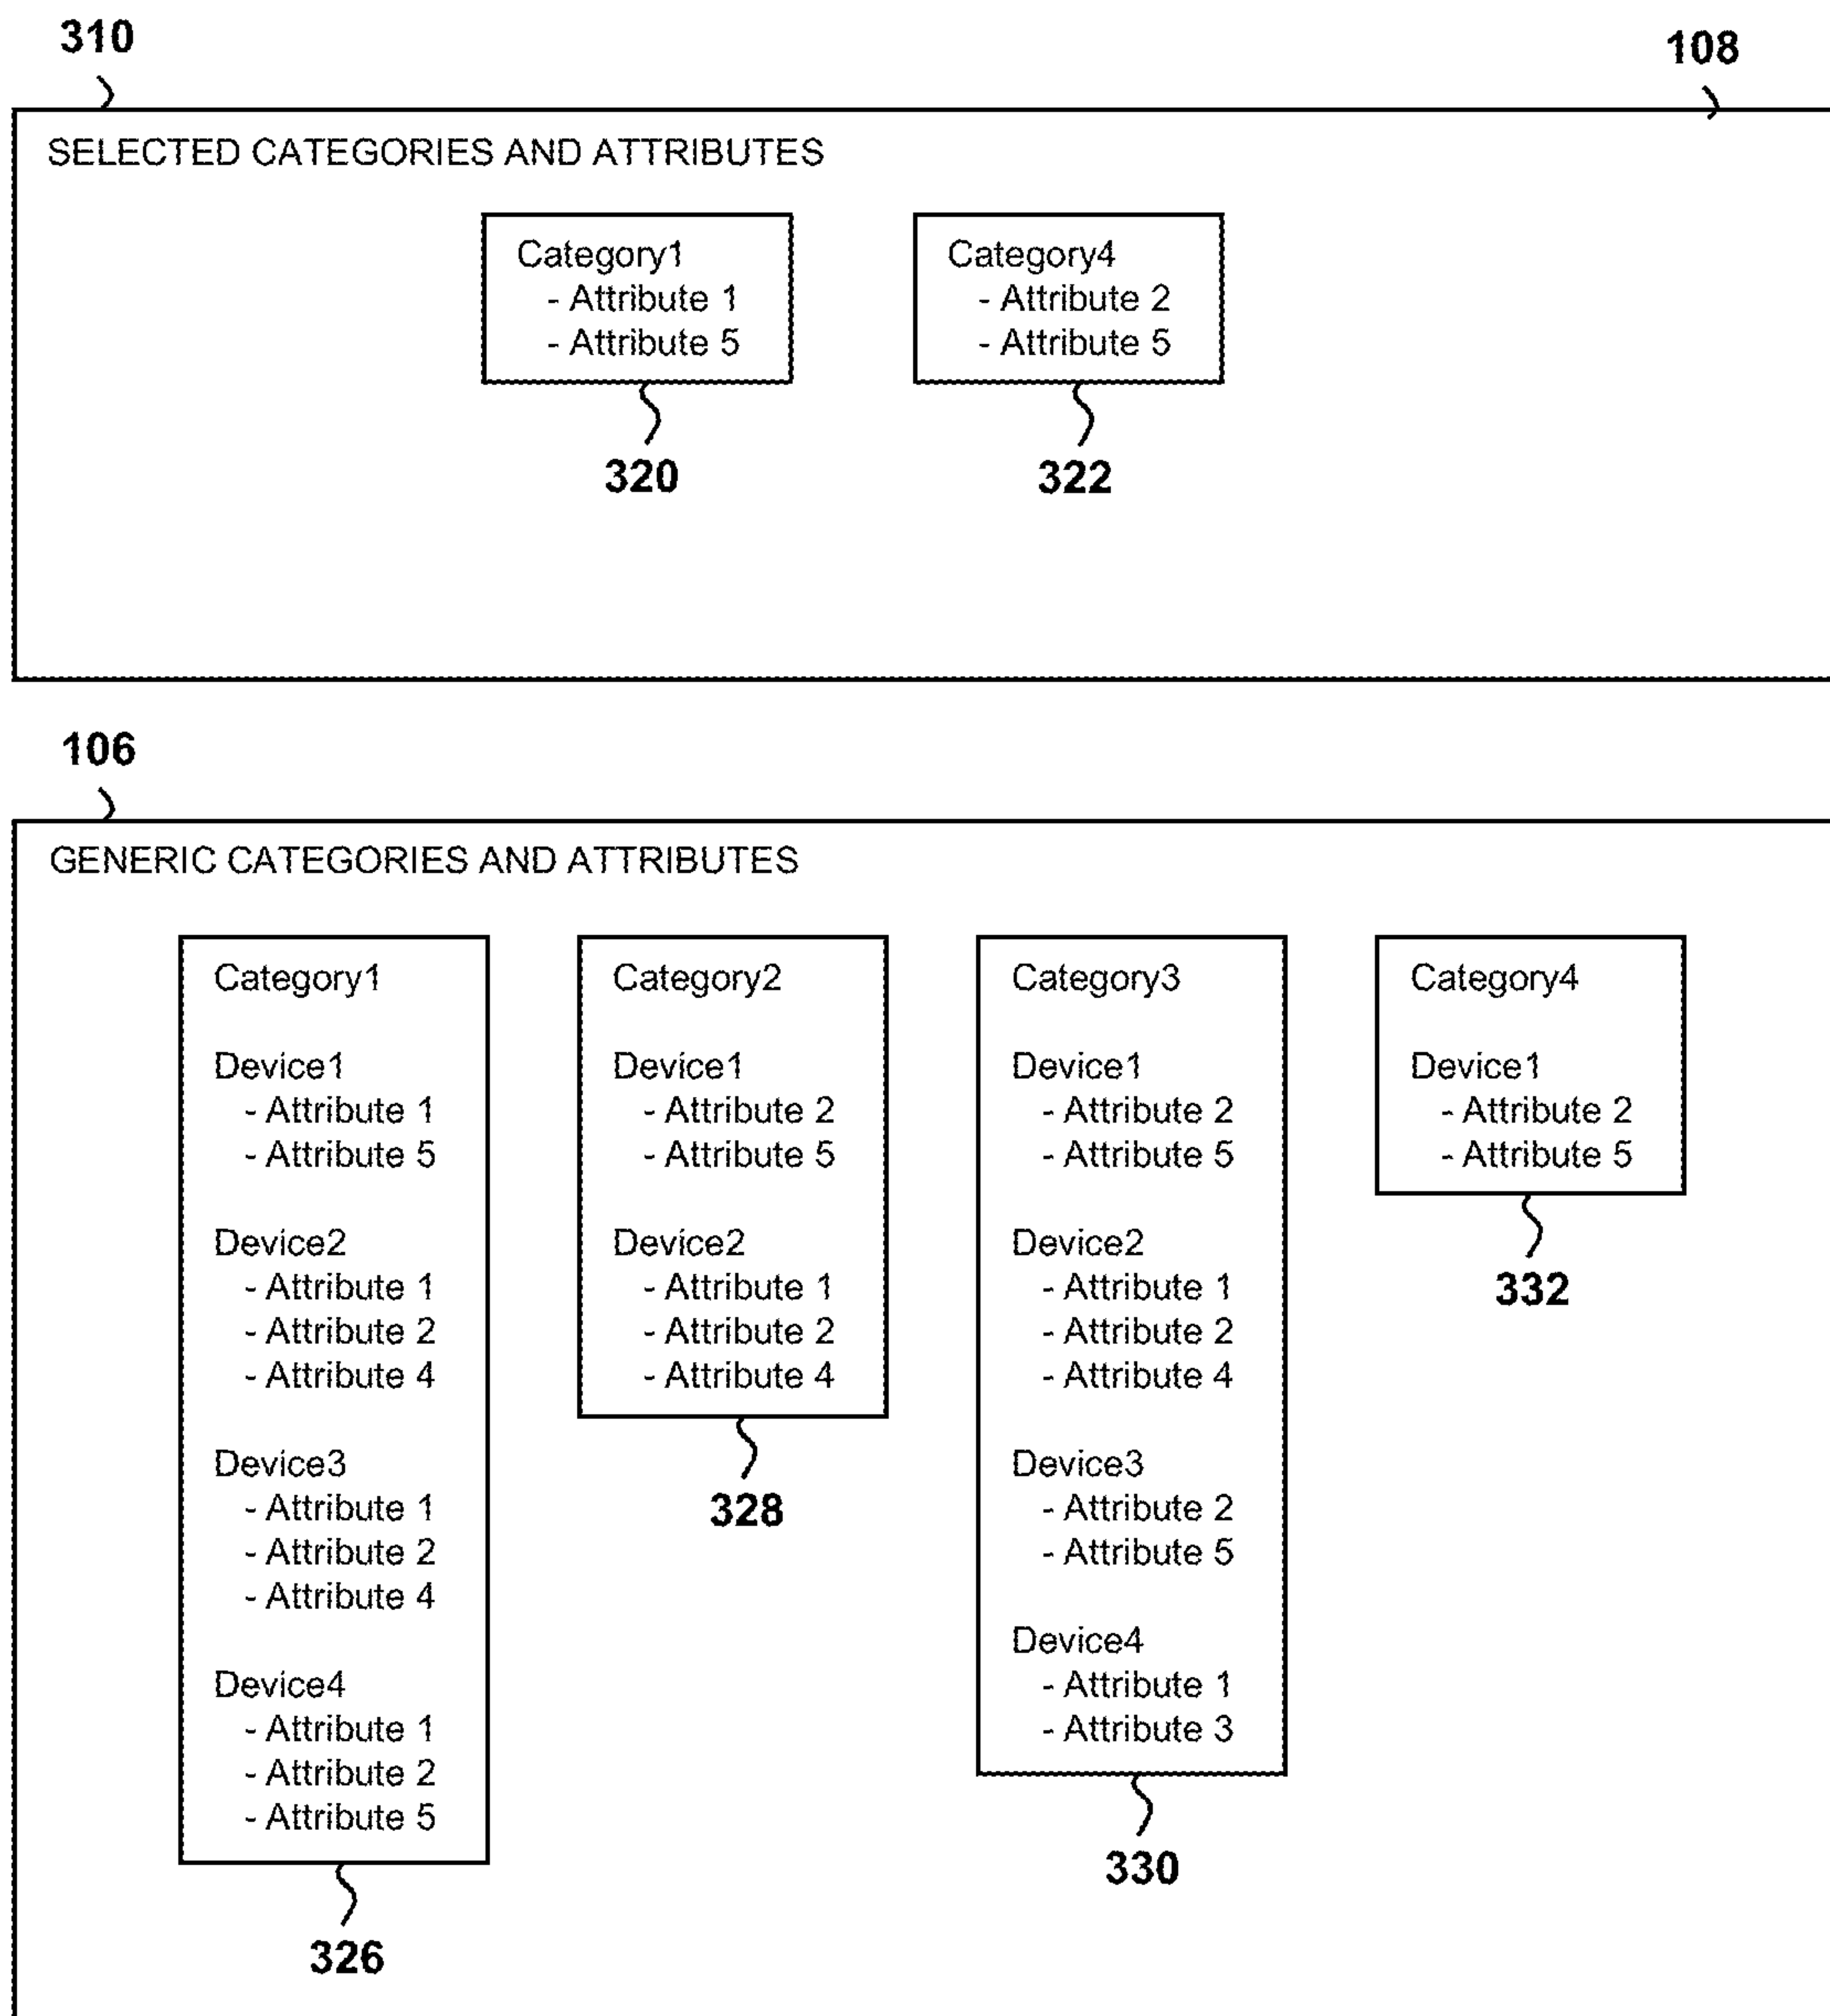 310
108
SELECTED CATEGORIES AND ATTRIBUTES
Category1
- Attribute 1
- Attribute 5
320
Category4
- Attribute 2
- Attribute 5
322
106
GENERIC CATEGORIES AND ATTRIBUTES
Category1
Device1
- Attribute 1
- Attribute 5
Device2
- Attribute 1
- Attribute 2
- Attribute 4
Device3
- Attribute 1
- Attribute 2
- Attribute 4
Device4
- Attribute 1
- Attribute 2
- Attribute 5
326
Category2
Device1
- Attribute 2
- Attribute 5
Device2
- Attribute 1
- Attribute 2
- Attribute 4
328
Category3
Device1
- Attribute 2
- Attribute 5
Device2
- Attribute 1
- Attribute 2
- Attribute 4
Device3
- Attribute 2
- Attribute 5
Device4
- Attribute 1
- Attribute 3
330
Category4
Device1
- Attribute 2
- Attribute 5
332